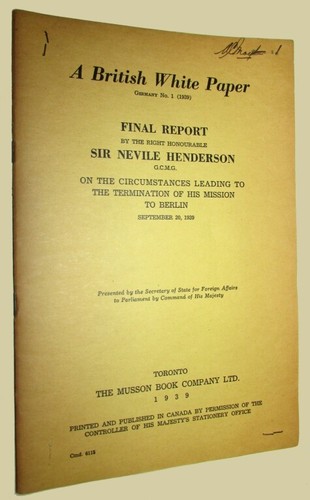 A British White Paper
GERMANY No. 1 (1939)
FINAL REPORT
BY THE RIGHT HONOURABLE
SIR NEVILE HENDERSON
G.C.M.G.
ON THE CIRCUMSTANCES LEADING TO
THE TERMINATION OF HIS MISSION
TO BERLIN
SEPTEMBER 20, 1939
Presented by the Secretary of State for Foreign Affairs
to Parliament by Command of His Majesty
TORONTO
THE MUSSON BOOK COMPANY LTD.
1939
PRINTED AND PUBLISHED IN CANADA BY PERMISSION OF THE
CONTROLLER OF HIS MAJESTY'S STATIONERY OFFICE
Cmd. 6115